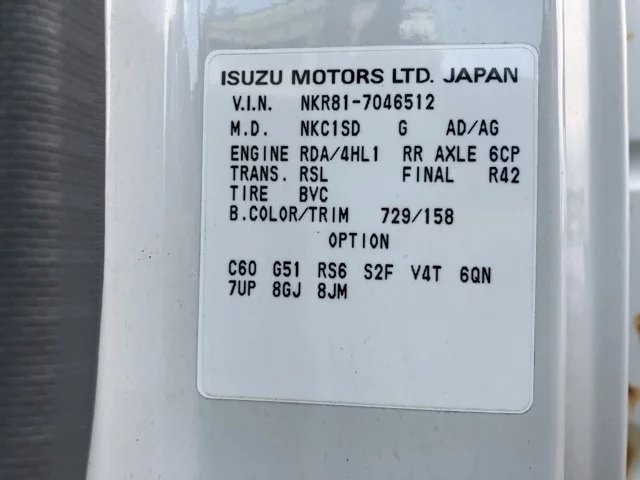 ISUZU MOTORS LTD. JAPAN
V.I.N. NKR81-7046512
M.D. NKC1SD G AD/AG
ENGINE RDA/4HL1 RR AXLE 6CP
TRANS. RSL FINAL R42
TIRE BVC
B.COLOR/TRIM 729/158
OPTION
C60 G51 RS6 S2F V4T 6QN
7UP 8GJ 8JM